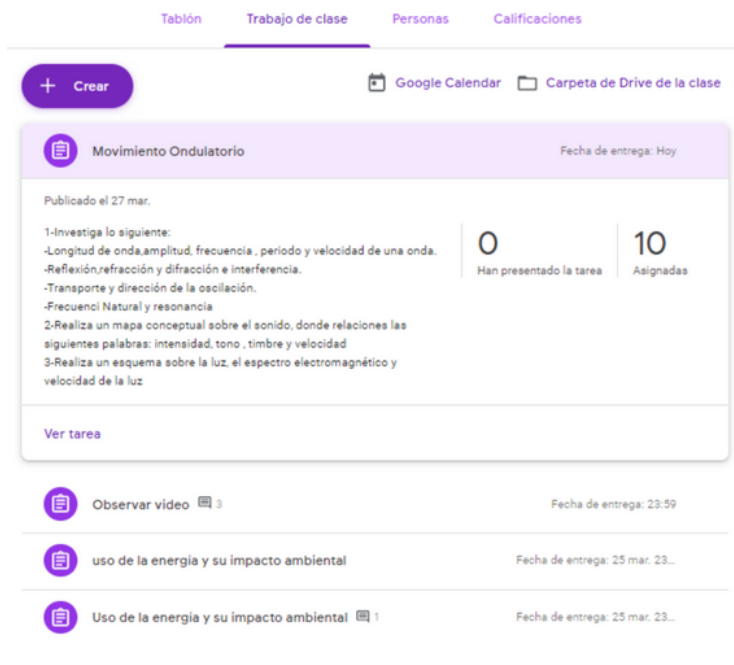 Tablón Trabajo de clase Personas Calificaciones
+ Crear
Google Calendar Carpeta de Drive de la clase
Movimiento Ondulatorio Fecha de entrega: Hoy
Publicado el 27 mar.
1-Investiga lo siguiente:
-Longitud de onda,amplitud, frecuencia , periodo y velocidad de una onda.
-Reflexión,refracción y difracción e interferencia.
-Transporte y dirección de la oscilación.
-Frecuenci Natural y resonancia
2-Realiza un mapa conceptual sobre el sonido, donde relaciones las
siguientes palabras: intensidad, tono , timbre y velocidad
3-Realiza un esquema sobre la luz, el espectro electromagnético y
velocidad de la luz
0 10
Han presentado la tarea Asignadas
Ver tarea
Observar video 3 Fecha de entrega: 23:59
uso de la energia y su impacto ambiental Fecha de entrega: 25 mar. 23...
Uso de la energia y su impacto ambiental 1 Fecha de entrega: 25 mar. 23...